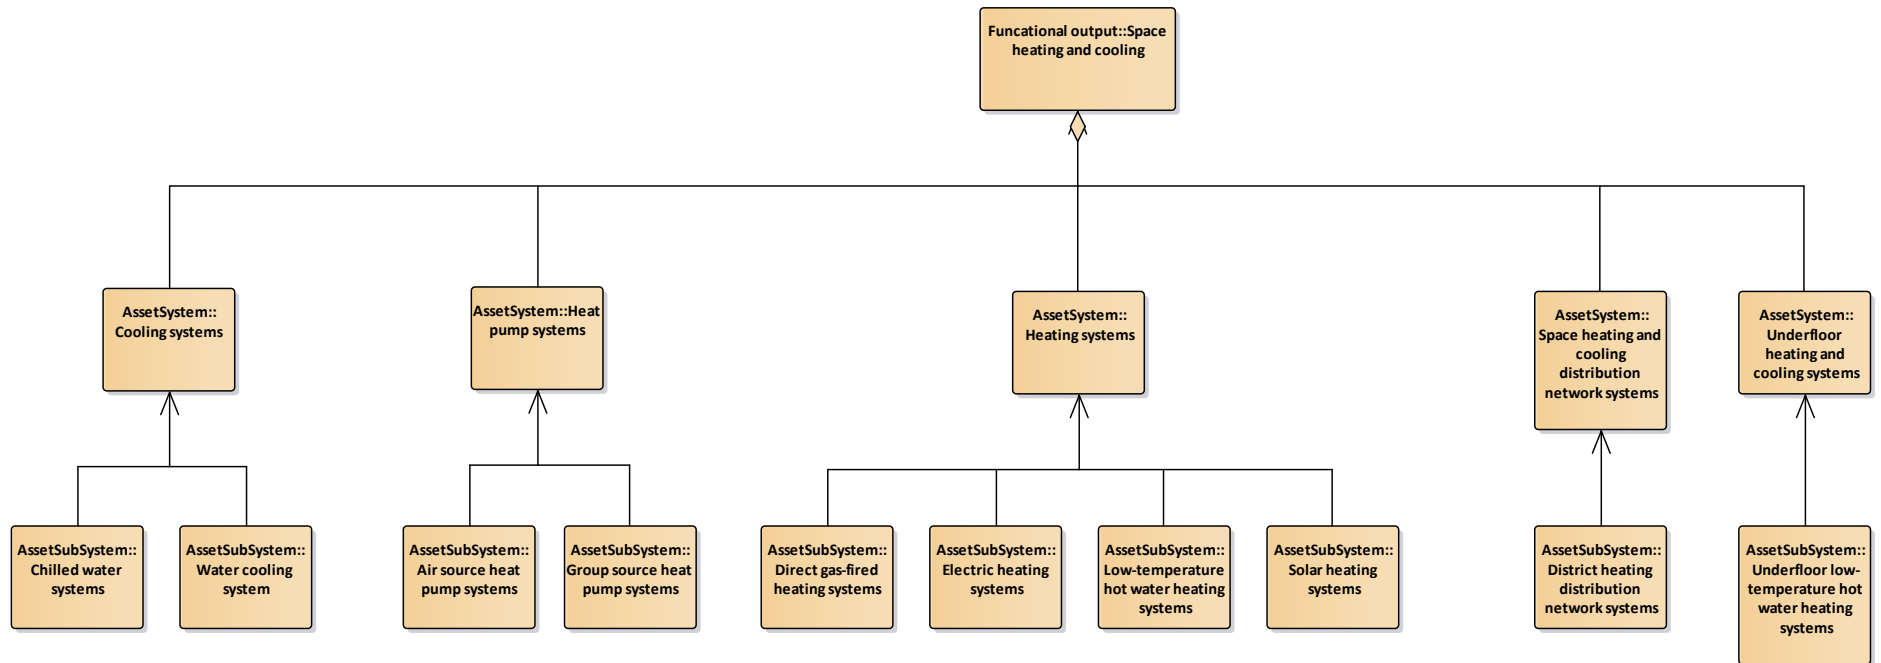 Funcational output::Space
heating and cooling
AssetSystem::
Cooling systems
AssetSystem::Heat
pump systems
AssetSystem::
Heating systems
AssetSystem::
Space heating and
cooling
distribution
network systems
AssetSystem::
Underfloor
heating and
cooling systems
AssetSubSystem::
Chilled water
systems
AssetSubSystem::
Water cooling
system
AssetSubSystem::
Air source heat
pump systems
AssetSubSystem::
Group source heat
pump systems
AssetSubSystem::
Direct gas-fired
heating systems
AssetSubSystem::
Electric heating
systems
AssetSubSystem::
Low-temperature
hot water heating
systems
AssetSubSystem::
Solar heating
systems
AssetSubSystem::
District heating
distribution
network systems
AssetSubSystem::
Underfloor low-
temperature hot
water heating
systems